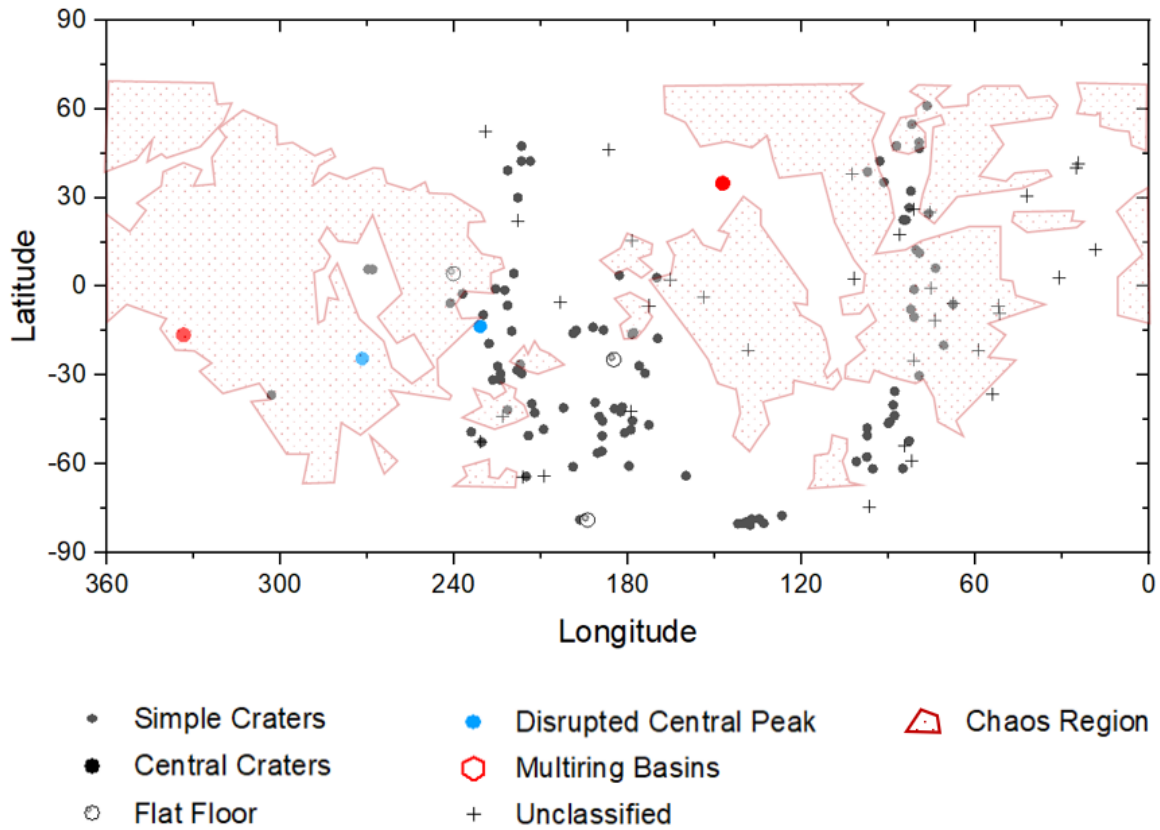 90
60
30
0
-30
-60
-90
Latitude
360 300 240 180 120 60 0
Longitude
Simple Craters Disrupted Central Peak Chaos Region
Central Craters Multiring Basins
Flat Floor Unclassified